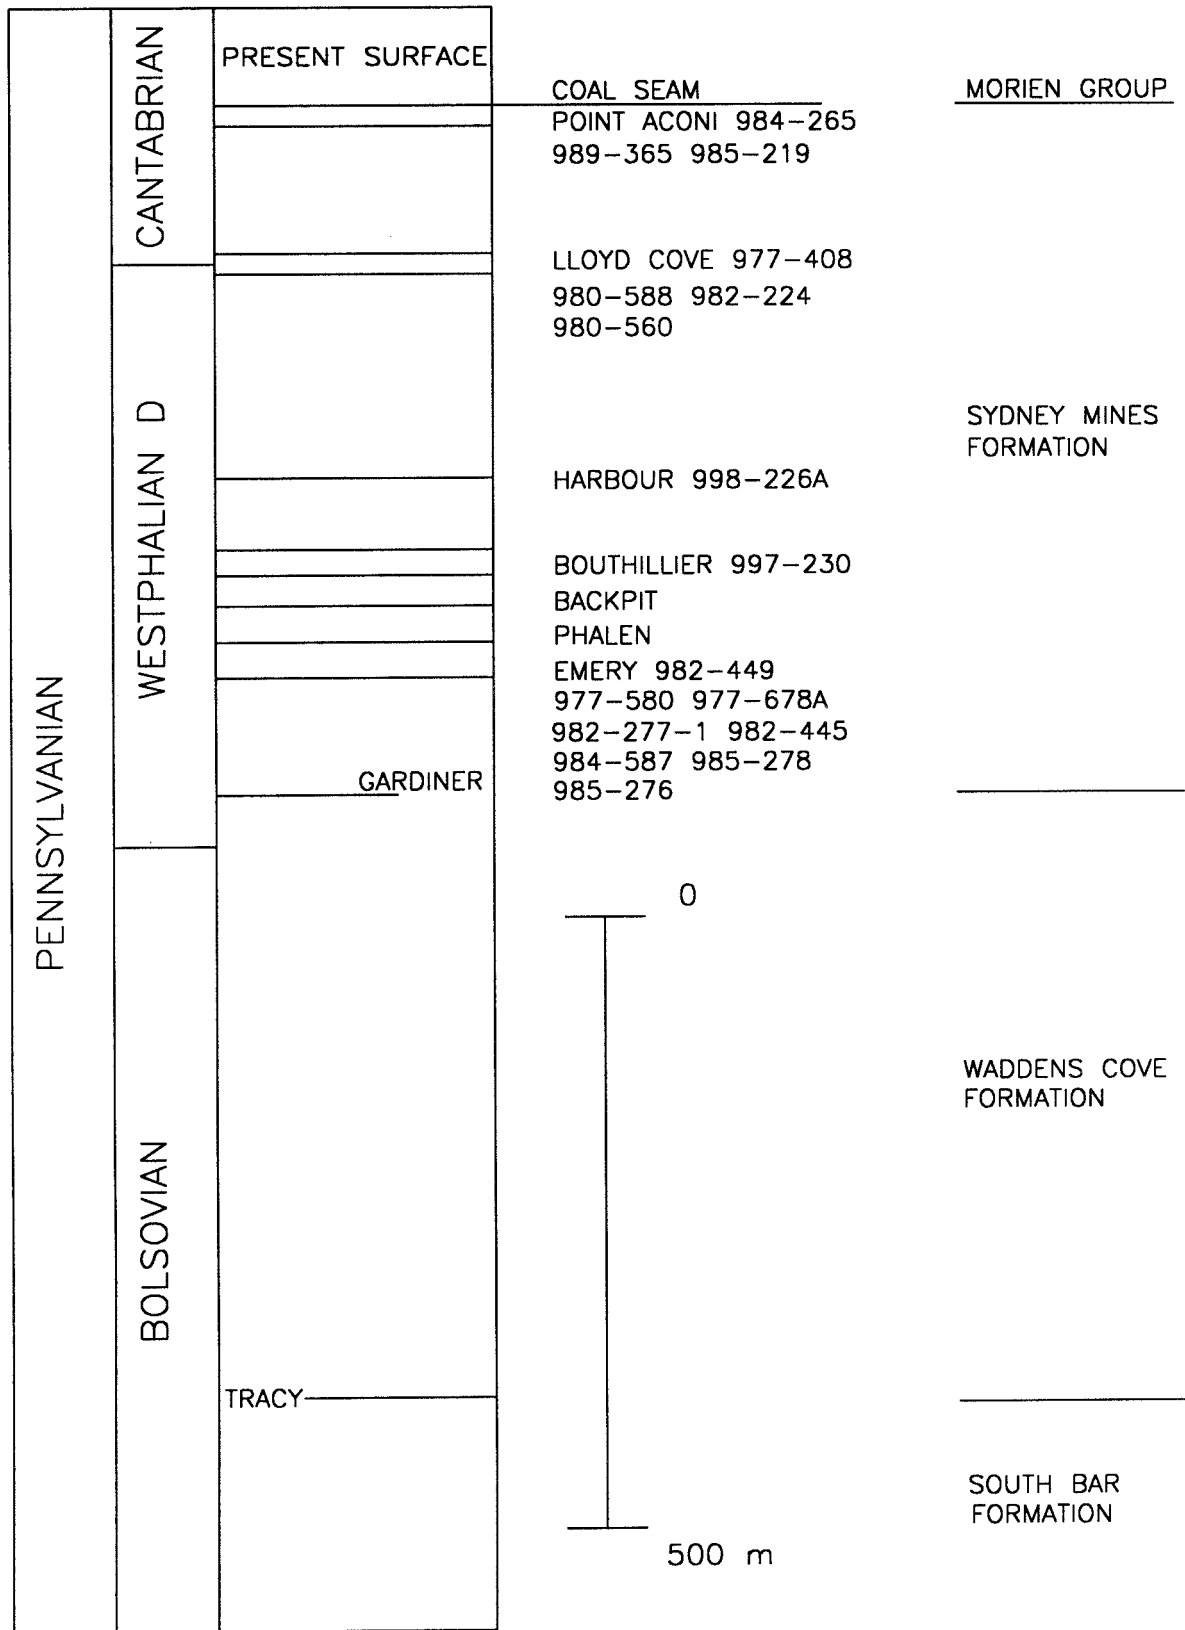 PENNSYLVANIAN
CANTABRIAN
WESTPHALIAN D
BOLSOVIAN
PRESENT SURFACE
GARDINER
TRACY
COAL SEAM
POINT ACONI 984-265
989-365 985-219
LLOYD COVE 977-408
980-588 982-224
980-560
HARBOUR 998-226A
BOUTHILLIER 997-230
BACKPIT
PHALEN
EMERY 982-449
977-580 977-678A
982-277-1 982-445
984-587 985-278
985-276
0
500 m
MORIEN GROUP
SYDNEY MINES
FORMATION
WADDENS COVE
FORMATION
SOUTH BAR
FORMATION